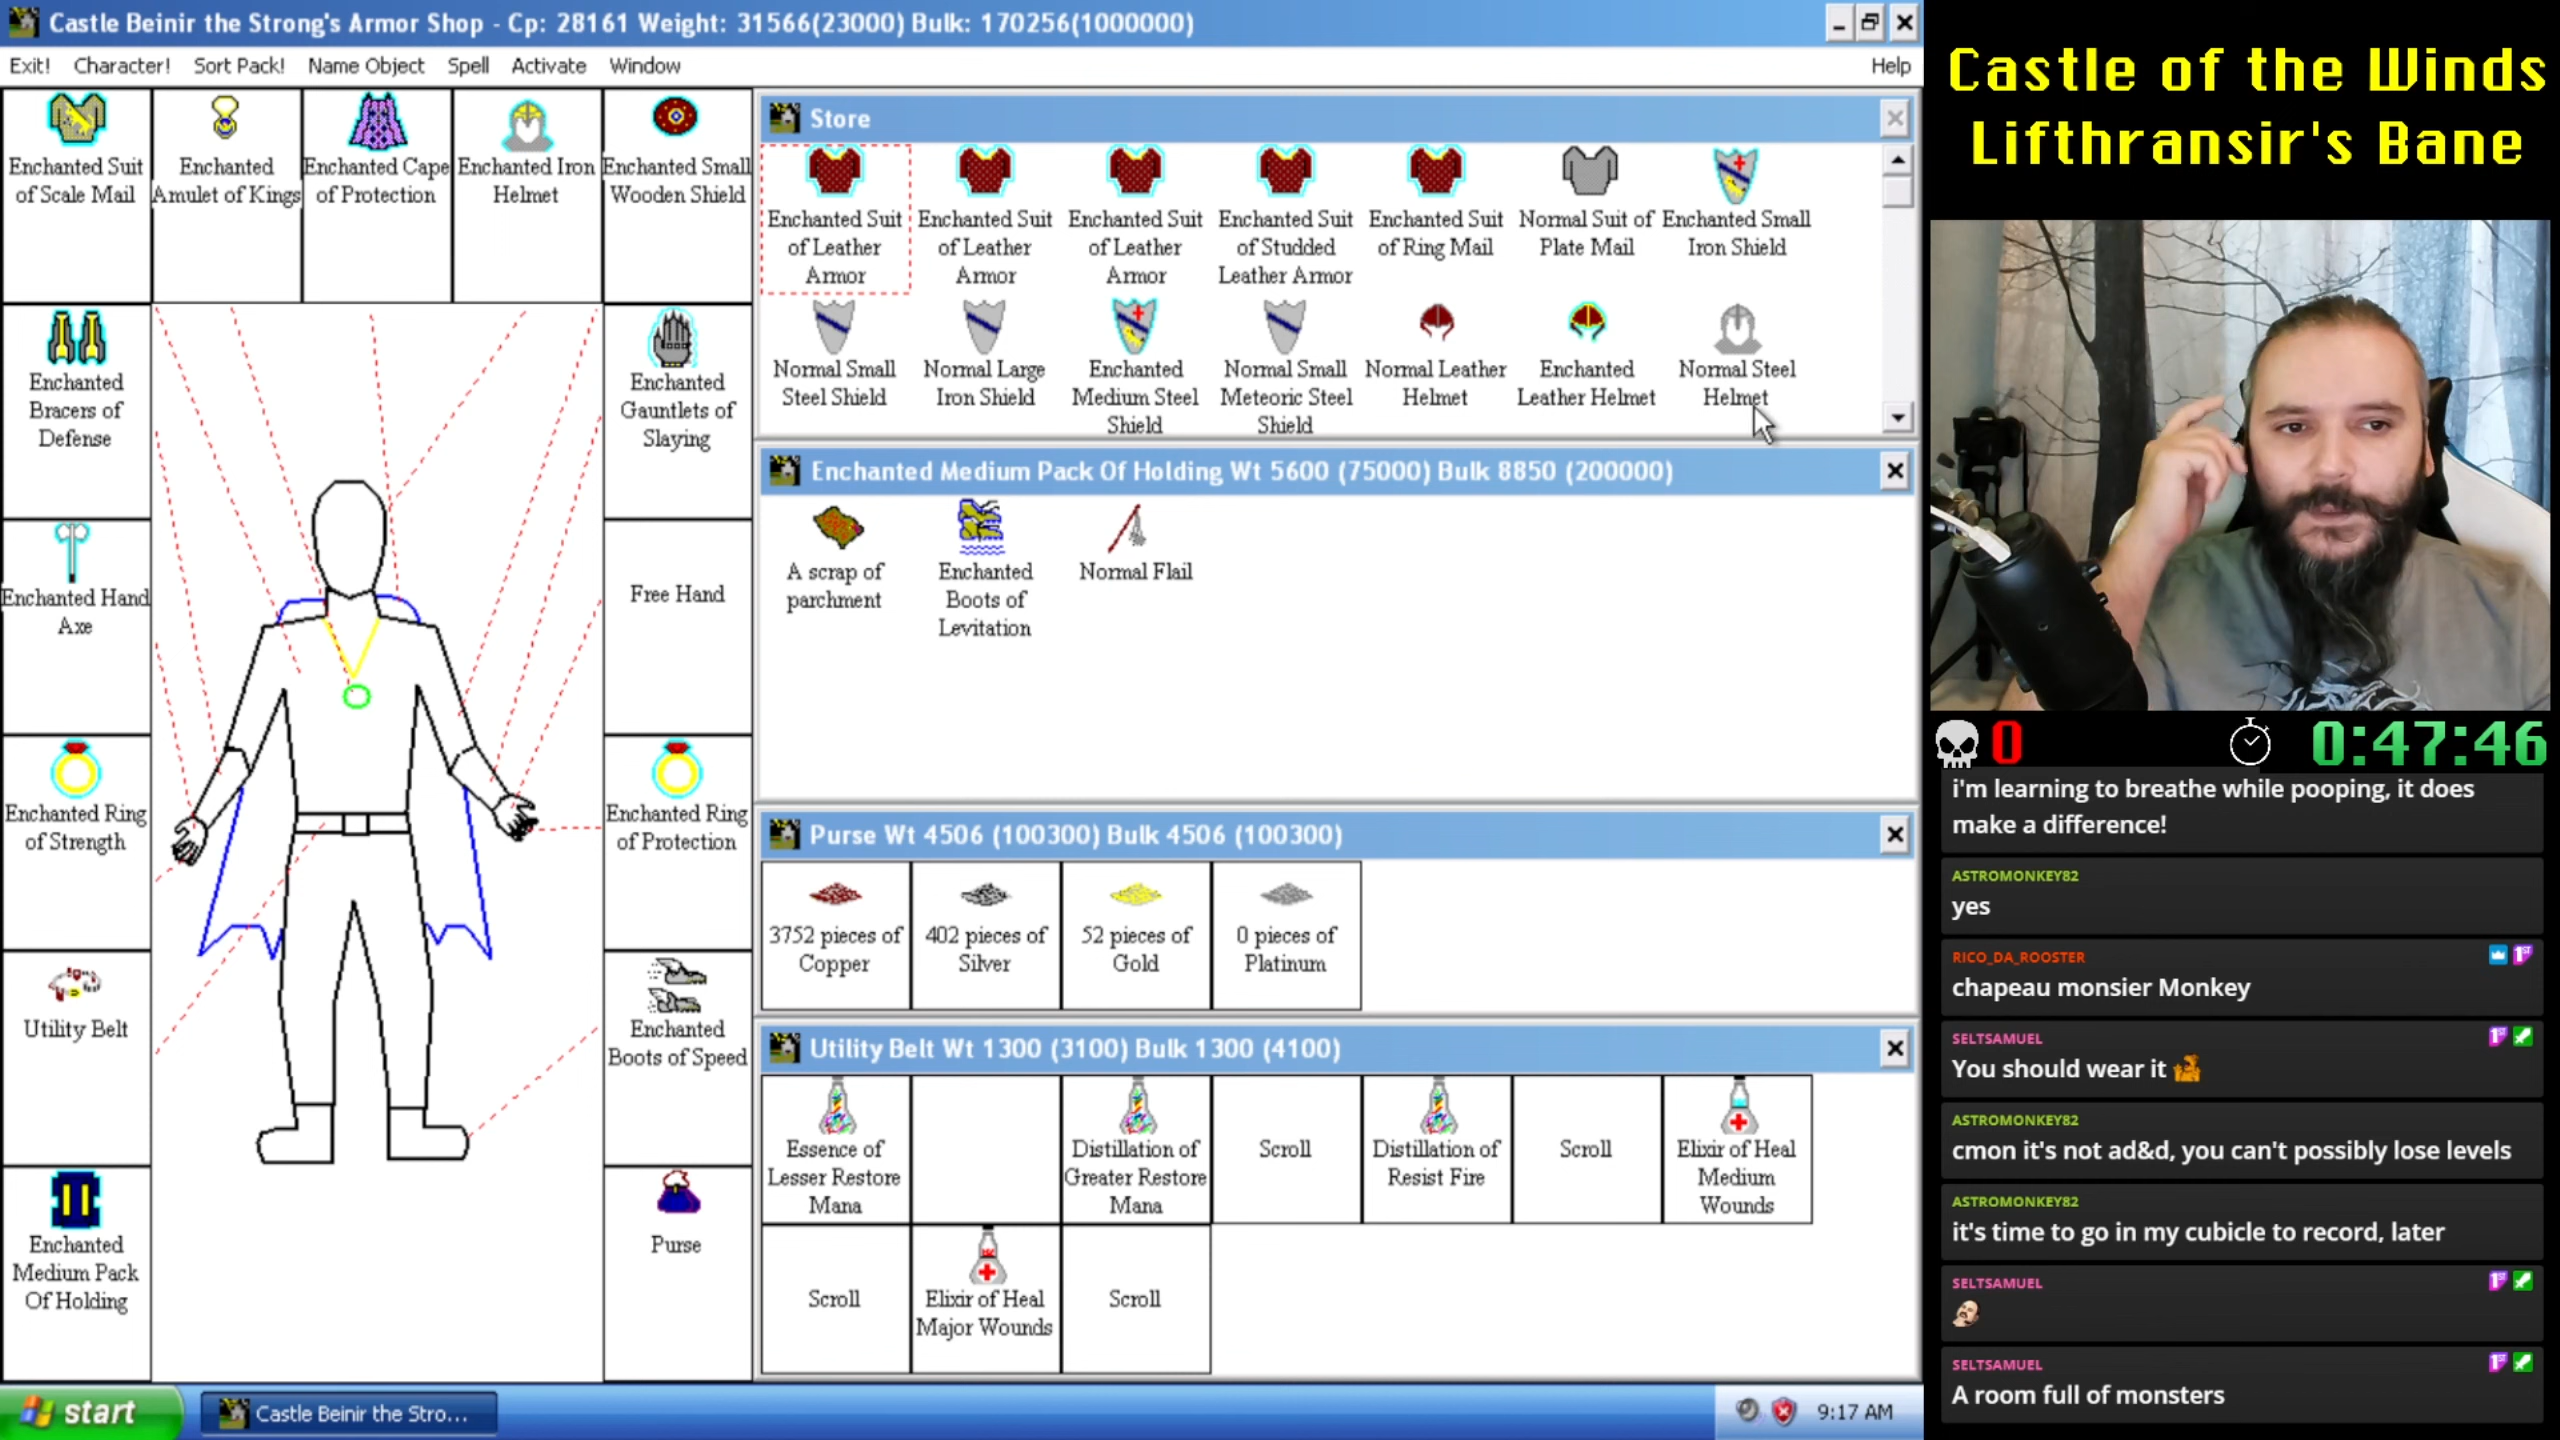 Castle Beinir the Strong's Armor Shop - Cp: 28161 Weight: 31566(23000) Bulk: 170256(1000000)
Exit! Character! Sort Pack! Name Object Spell Activate Window Help
Enchanted Suit
of Scale Mail
Enchanted
Amulet of Kings
Enchanted Cape
of Protection
Enchanted Iron
Helmet
Enchanted Small
Wooden Shield
Enchanted
Bracers of
Defense
Enchanted
Gauntlets of
Slaying
Enchanted Hand
Axe
Free Hand
Enchanted Ring
of Strength
Enchanted Ring
of Protection
Utility Belt
Enchanted
Boots of Speed
Enchanted
Medium Pack
Of Holding
Purse
Store
Enchanted Suit
of Leather
Armor
Enchanted Suit
of Leather
Armor
Enchanted Suit
of Leather
Armor
Enchanted Suit
of Studded
Leather Armor
Enchanted Suit
of Ring Mail
Normal Suit of
Plate Mail
Enchanted Small
Iron Shield
Normal Small
Steel Shield
Normal Large
Iron Shield
Enchanted
Medium Steel
Shield
Normal Small
Meteoric Steel
Shield
Normal Leather
Helmet
Enchanted
Leather Helmet
Normal Steel
Helmet
Enchanted Medium Pack Of Holding Wt 5600 (75000) Bulk 8850 (200000)
A scrap of
parchment
Enchanted
Boots of
Levitation
Normal Flail
Purse Wt 4506 (100300) Bulk 4506 (100300)
3752 pieces of
Copper
402 pieces of
Silver
52 pieces of
Gold
0 pieces of
Platinum
Utility Belt Wt 1300 (3100) Bulk 1300 (4100)
Essence of
Lesser Restore
Mana
Distillation of
Greater Restore
Mana
Scroll
Distillation of
Resist Fire
Scroll
Elixir of Heal
Medium
Wounds
Scroll
Elixir of Heal
Major Wounds
Scroll
start
Castle Beinir the Stro...
9:17 AM
Castle of the Winds
Lifthransir's Bane
0
0:47:46
i'm learning to breathe while pooping, it does
make a difference!
ASTROMONKEY82
yes
RICO_DA_ROOSTER
chapeau monsier Monkey
SELTSAMUEL
You should wear it
ASTROMONKEY82
cmon it's not ad&d, you can't possibly lose levels
ASTROMONKEY82
it's time to go in my cubicle to record, later
SELTSAMUEL
SELTSAMUEL
A room full of monsters